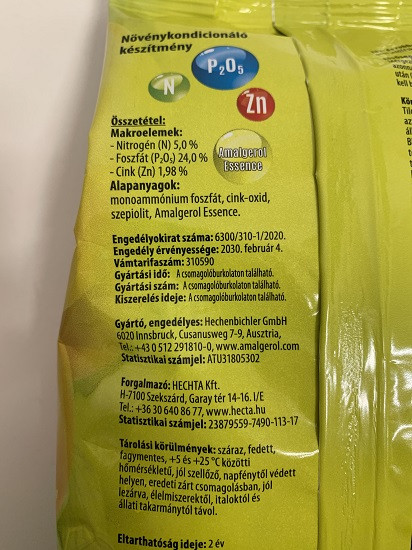 Növénykondicionáló
készítmény
N
P₂O₅
Zn
Amalgerol
Essence
Összetétel:
Makroelemek:
- Nitrogén (N) 5,0 %
- Foszfát (P₂O₅) 24,0 %
- Cink (Zn) 1,98 %
Alapanyagok:
monoammónium foszfát, cink-oxid,
szepiolit, Amalgerol Essence.
Engedélyokirat száma: 6300/310-1/2020.
Engedély érvényessége: 2030. február 4.
Vámtarifaszám: 310590
Gyártási idő: A csomagolóburkolaton található.
Gyártási szám: A csomagolóburkolaton található.
Kiszerelés ideje: A csomagolóburkolaton található.
Gyártó, engedélyes: Hechenbichler GmbH
6020 Innsbruck, Cusanusweg 7-9, Ausztria,
Tel.: +43 0 512 291810-0, www.amalgerol.com
Statisztikai számjel: ATU31805302
Forgalmazó: HECHTA Kft.
H-7100 Szekszárd, Garay tér 14-16. I/E
Tel.: +36 30 640 86 77, www.hecta.hu
Statisztikai számjel: 23879559-7490-113-17
Tárolási körülmények: száraz, fedett,
fagymentes, +5 és +25 °C közötti
hőmérsékletű, jól szellőző, napfénytől védett
helyen, eredeti zárt csomagolásban, jól
lezárva, élelmiszerektől, italoktól és
állati takarmánytól távol.
Eltarthatóság ideje: 2 év